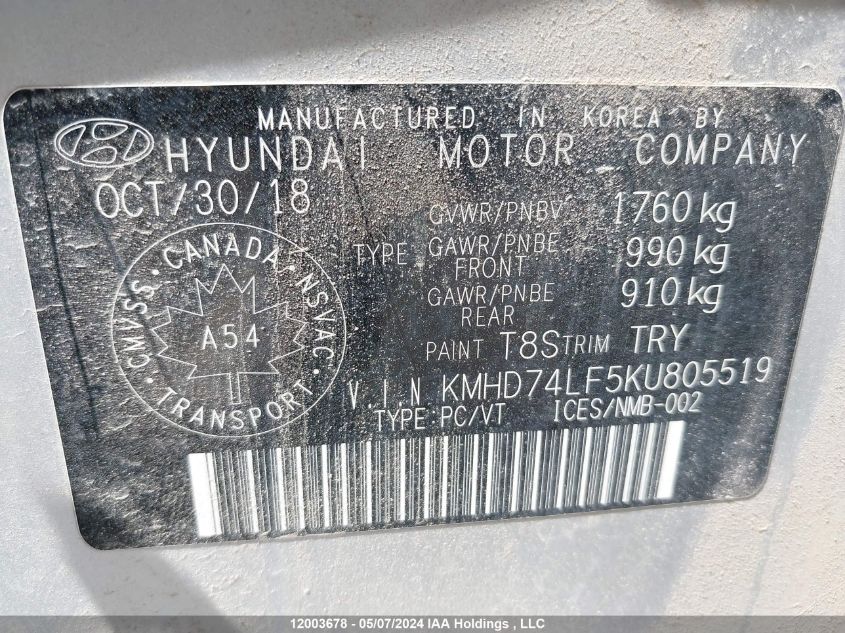 MANUFACTURED IN KOREA BY
HYUNDAI MOTOR COMPANY
OCT/30/18
GVWR/PNBV 1760 kg
TYPE GAWR/PNBE FRONT 990 kg
GAWR/PNBE REAR 910 kg
PAINT T8S TRIM TRY
V.I.N KMHD74LF5KU805519
TYPE PC/VT ICES/NMB-002
CMVSS · CANADA · NSVAC · TRANSPORT ·
A54
12003678 - 05/07/2024 IAA Holdings , LLC